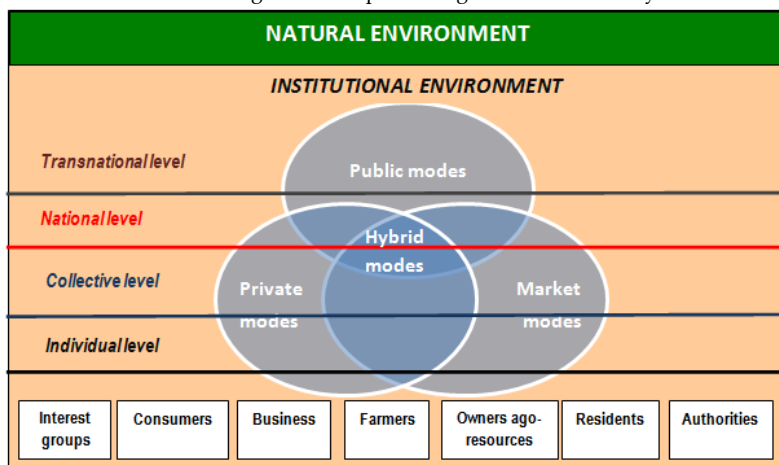 NATURAL ENVIRONMENT
INSTITUTIONAL ENVIRONMENT
Transnational level
Public modes
National level
Hybrid
modes
Collective level
Private
modes
Market
modes
Individual level
Interest
groups
Consumers
Business
Farmers
Owners ago-
resources
Residents
Authorities